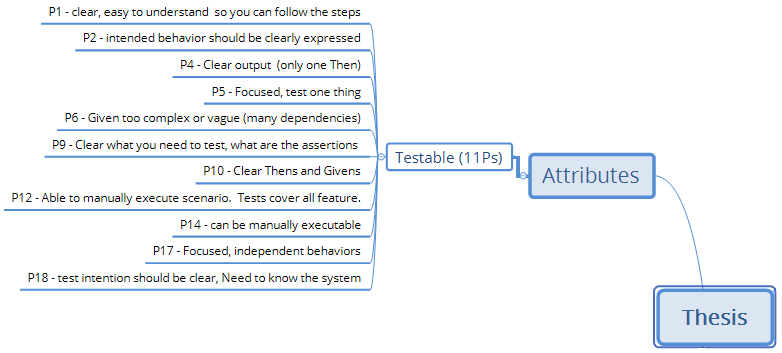 P1 - clear, easy to understand  so you can follow the steps
P2 - intended behavior should be clearly expressed
P4 - Clear output  (only one Then)
P5 - Focused, test one thing
P6 - Given too complex or vague (many dependencies)
P9 - Clear what you need to test, what are the assertions
P10 - Clear Thens and Givens
P12 - Able to manually execute scenario.  Tests cover all feature.
P14 - can be manually executable
P17 - Focused, independent behaviors
P18 - test intention should be clear, Need to know the system
Testable (11Ps)
Attributes
Thesis